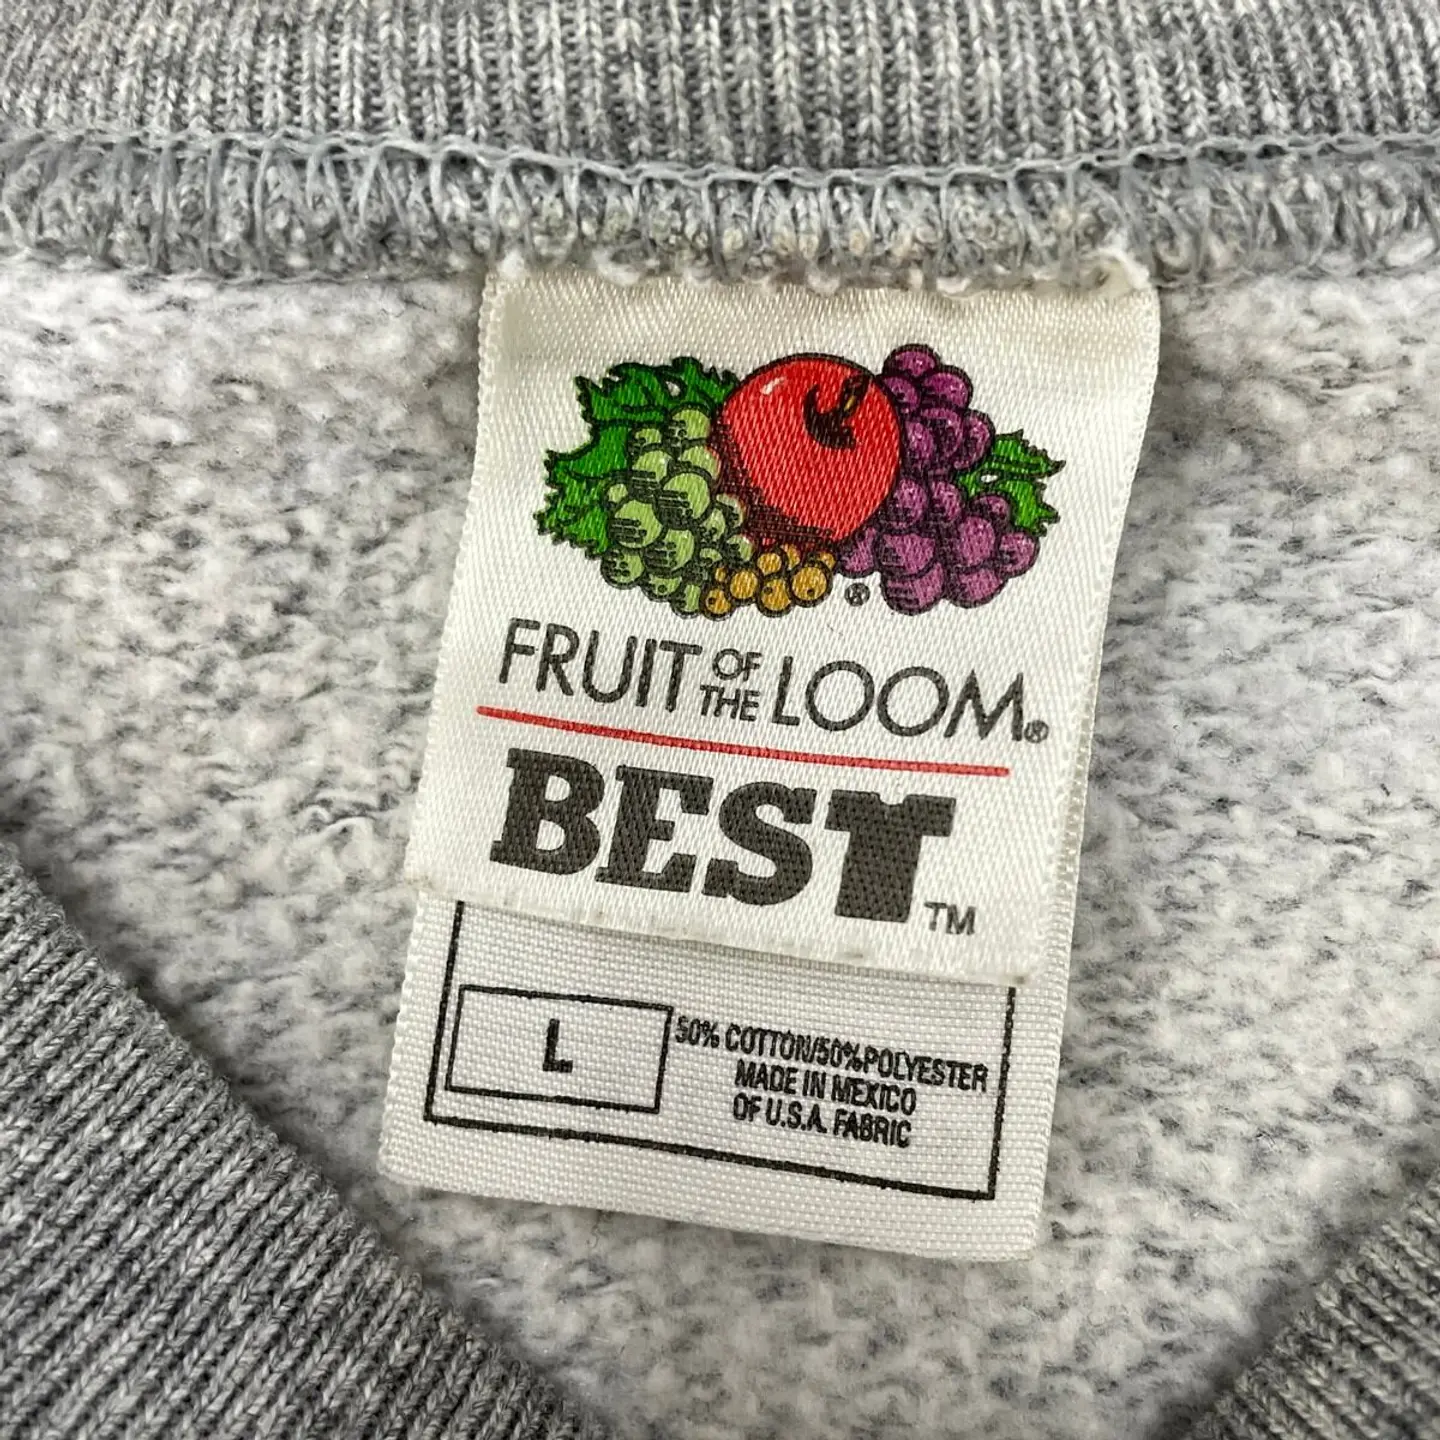 ®
FRUIT OF THE LOOM®
BEST™
L
50% COTTON/50% POLYESTER
MADE IN MEXICO
OF U.S.A. FABRIC